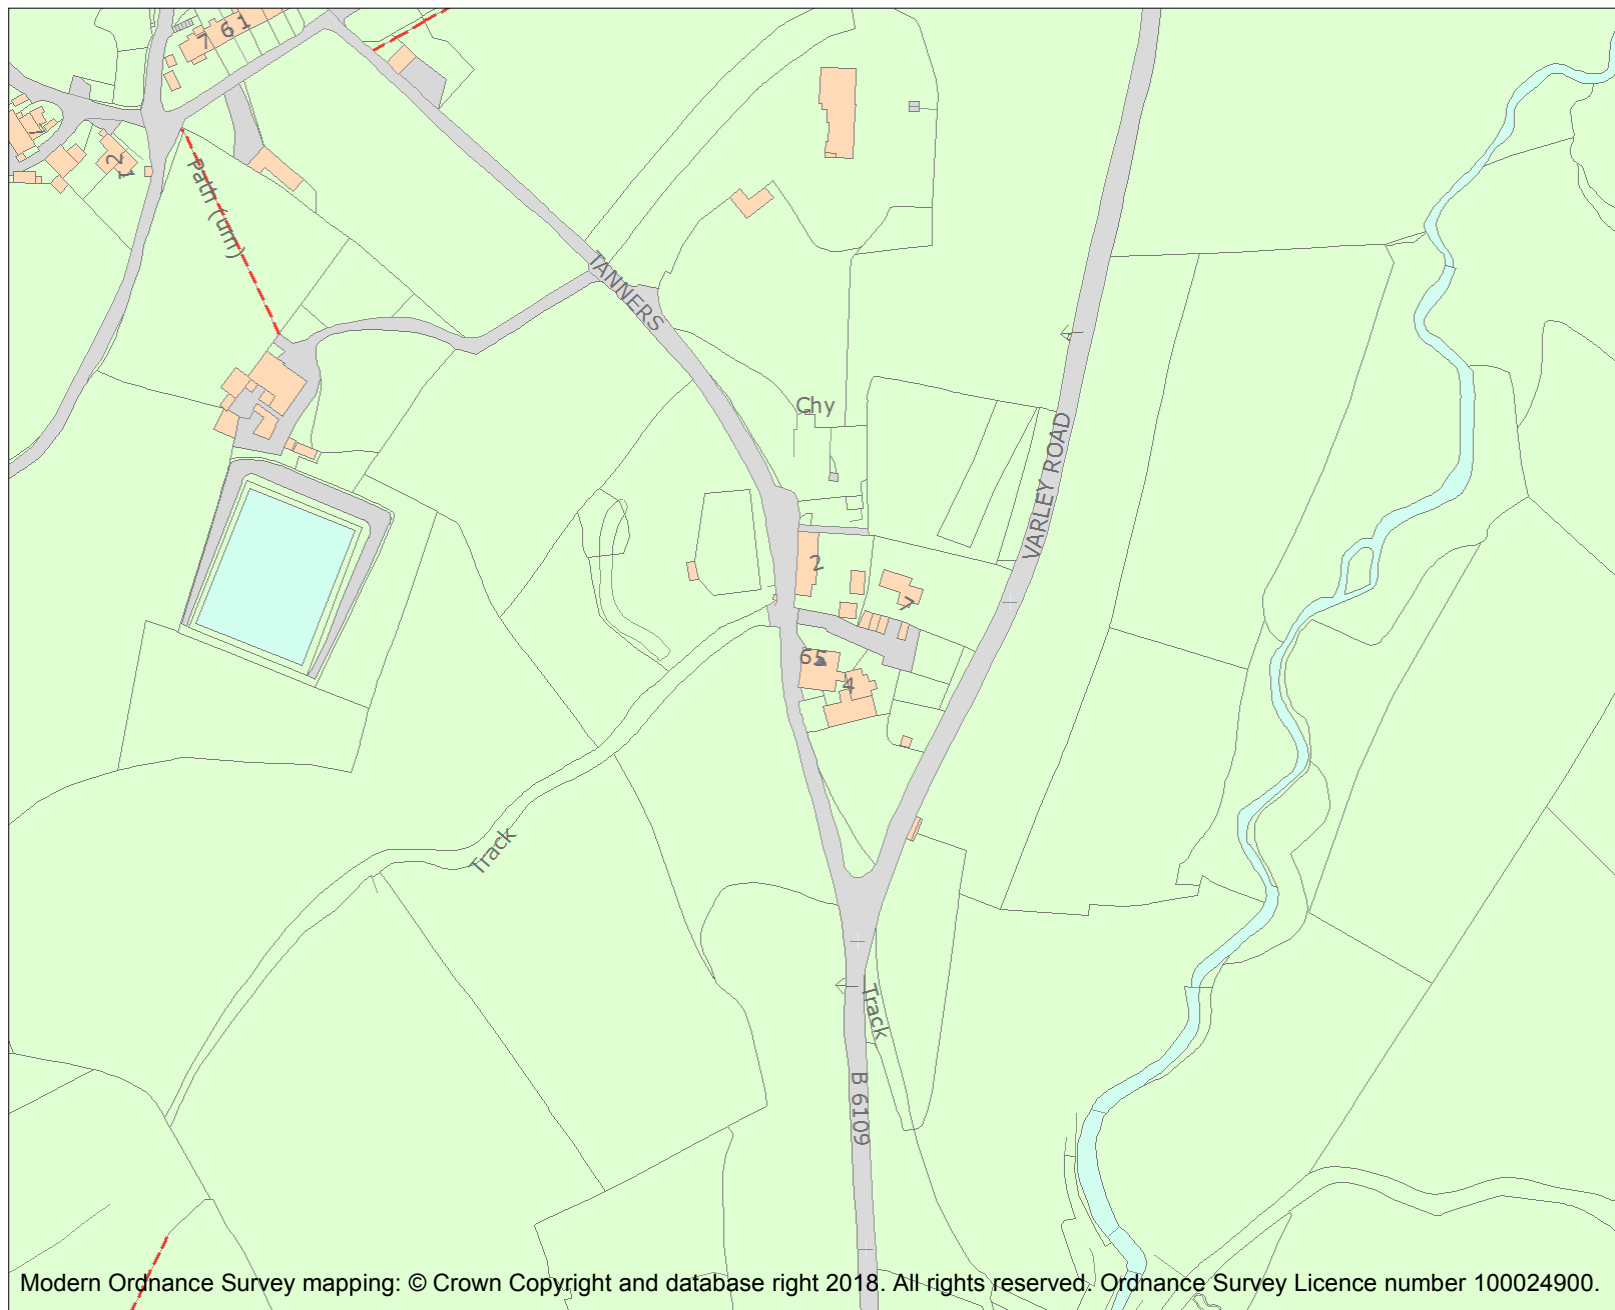 7 6 1
7
2
1
Path (um)
TANNERS
Chy
VARLEY ROAD
2
7
65
4
Track
Track
B 6109
Modern Ordnance Survey mapping: © Crown Copyright and database right 2018. All rights reserved. Ordnance Survey Licence number 100024900.